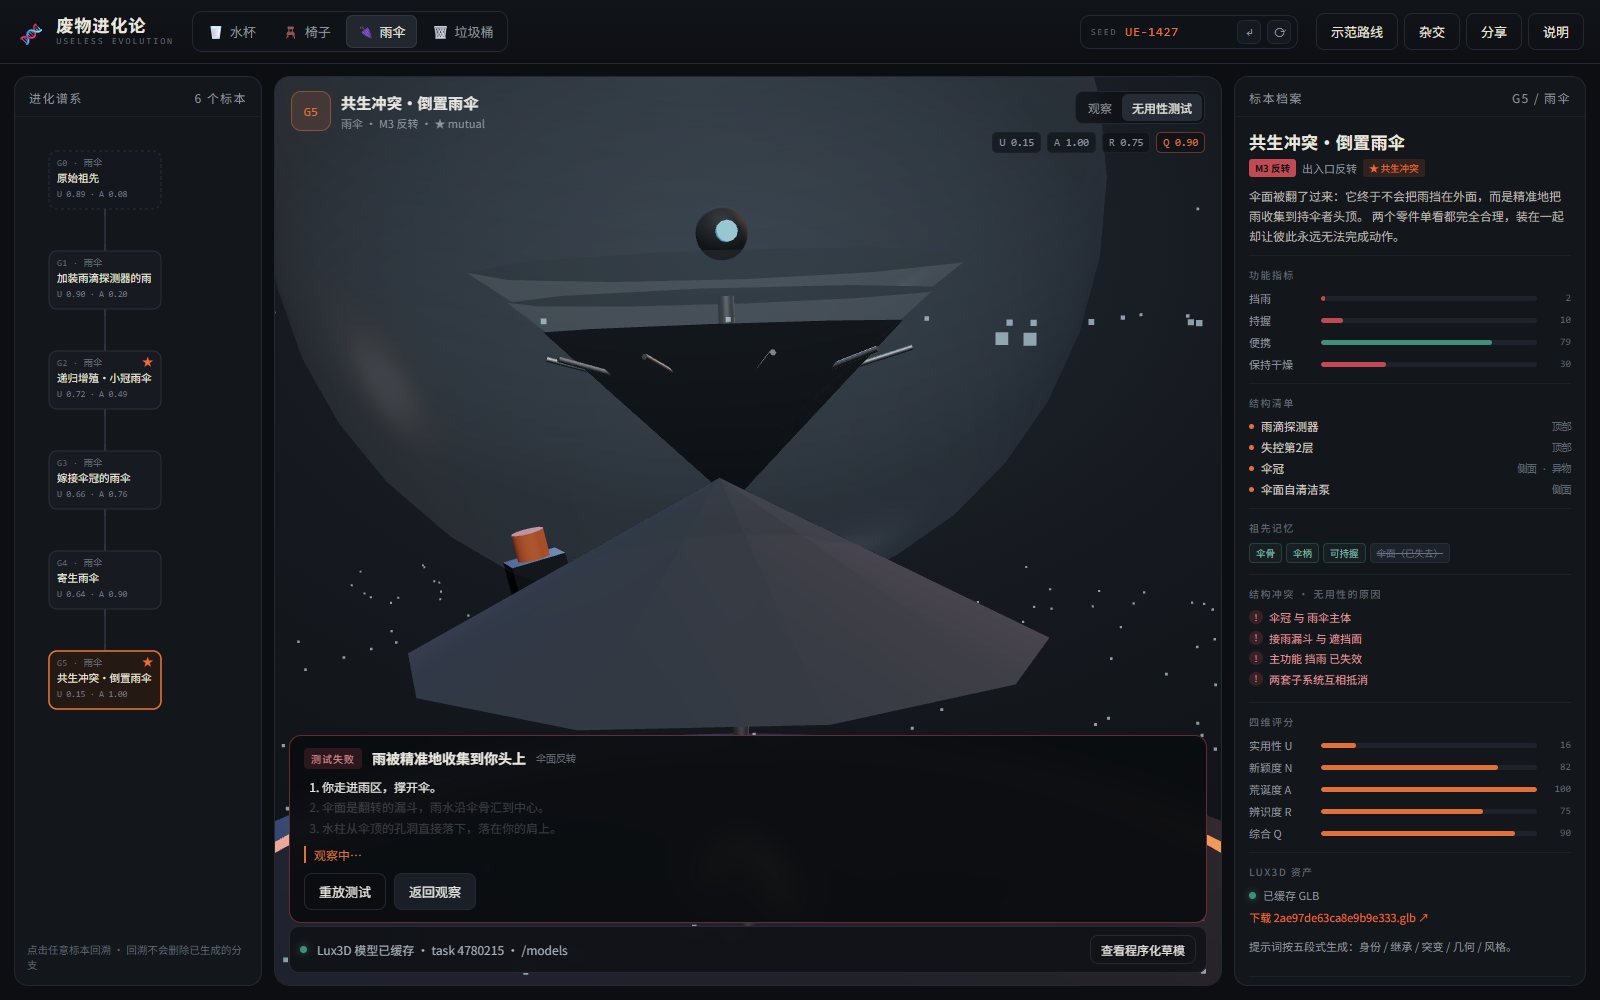 废物进化论
USELESS EVOLUTION
水杯
椅子
雨伞
垃圾桶
SEED UE-1427
示范路线
杂交
分享
说明
进化谱系
6 个标本
G0 · 雨伞
原始祖先
U 0.89 · A 0.08
G1 · 雨伞
加装雨滴探测器的雨
U 0.90 · A 0.20
G2 · 雨伞 ★
递归增殖·小冠雨伞
U 0.72 · A 0.49
G3 · 雨伞
嫁接伞冠的雨伞
U 0.66 · A 0.76
G4 · 雨伞
寄生雨伞
U 0.64 · A 0.90
G5 · 雨伞 ★
共生冲突·倒置雨伞
U 0.15 · A 1.00
点击任意标本回溯 · 回溯不会删除已生成的分
支
G5
共生冲突·倒置雨伞
雨伞 · M3 反转 · ★ mutual
观察
无用性测试
U 0.15
A 1.00
R 0.75
Q 0.90
测试失败 雨被精准地收集到你头上 伞面反转
1. 你走进雨区，撑开伞。
2. 伞面是翻转的漏斗，雨水沿伞骨汇到中心。
3. 水柱从伞顶的孔洞直接落下，落在你的肩上。
观察中…
重放测试
返回观察
Lux3D 模型已缓存 · task 4780215 · /models
查看程序化草模
标本档案
G5 / 雨伞
共生冲突·倒置雨伞
M3 反转 出入口反转 ★ 共生冲突
伞面被翻了过来：它终于不会把雨挡在外面，而是精准地把
雨收集到持伞者头顶。 两个零件单看都完全合理，装在一起
却让彼此永远无法完成动作。
功能指标
挡雨 2
持握 10
便携 79
保持干燥 30
结构清单
雨滴探测器 顶部
失控第2层 顶部
伞冠 侧面 · 异物
伞面自清洁泵 侧面
祖先记忆
伞骨
伞柄
可持握
伞面（已失去）
结构冲突 · 无用性的原因
! 伞冠 与 雨伞主体
! 接雨漏斗 与 遮挡面
! 主功能 挡雨 已失效
! 两套子系统互相抵消
四维评分
实用性 U 16
新颖度 N 82
荒诞度 A 100
辨识度 R 75
综合 Q 90
LUX3D 资产
已缓存 GLB
下载 2ae97de63ca8e9b9e333.glb ↗
提示词按五段式生成：身份 / 继承 / 突变 / 几何 / 风格。